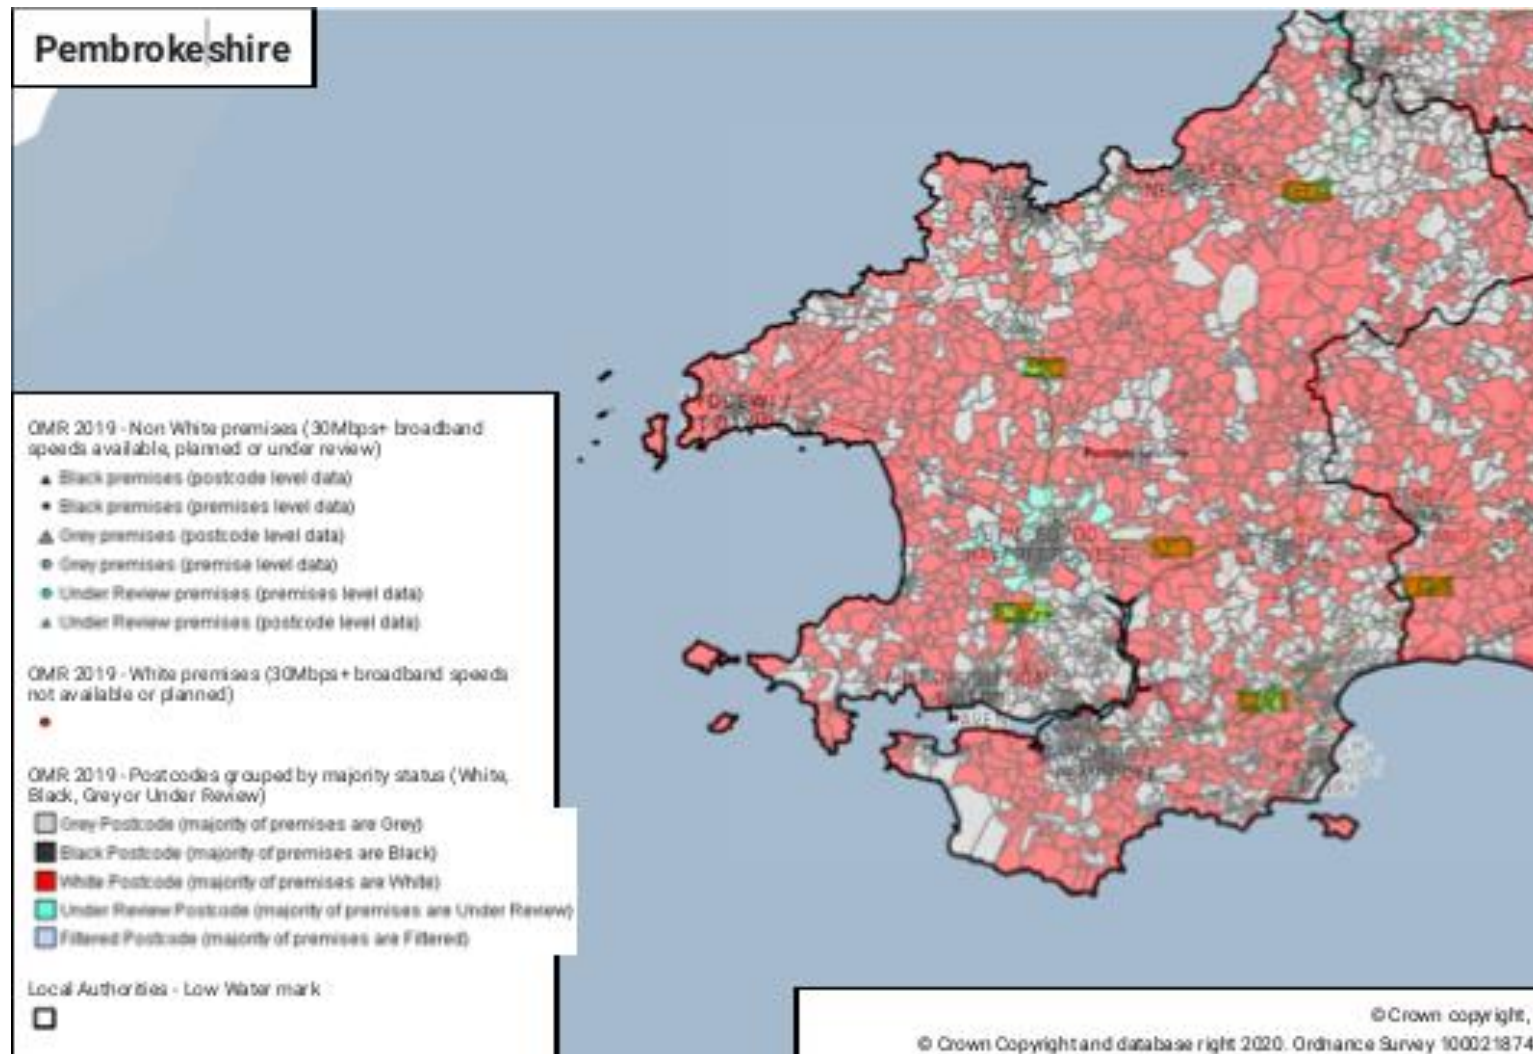 Pembrokeshire
OMR 2019 - Non White premises (30Mbps+ broadband
speeds available, planned or under review)
Black premises (postcode level data)
Black premises (premises level data)
Grey premises (postcode level data)
Grey premises (premise level data)
Under Review premises (premises level data)
Under Review premises (postcode level data)
OMR 2019 - White premises (30Mbps+ broadband speeds
not available or planned)
OMR 2019 - Postcodes grouped by majority status (White,
Black, Grey or Under Review)
Grey Postcode (majority of premises are Grey)
Black Postcode (majority of premises are Black)
White Postcode (majority of premises are White)
Under Review Postcode (majority of premises are Under Review)
Filtered Postcode (majority of premises are Filtered)
Local Authorities - Low Water mark
HAVEN
© Crown copyright,
© Crown Copyright and database right 2020. Ordnance Survey 100021874